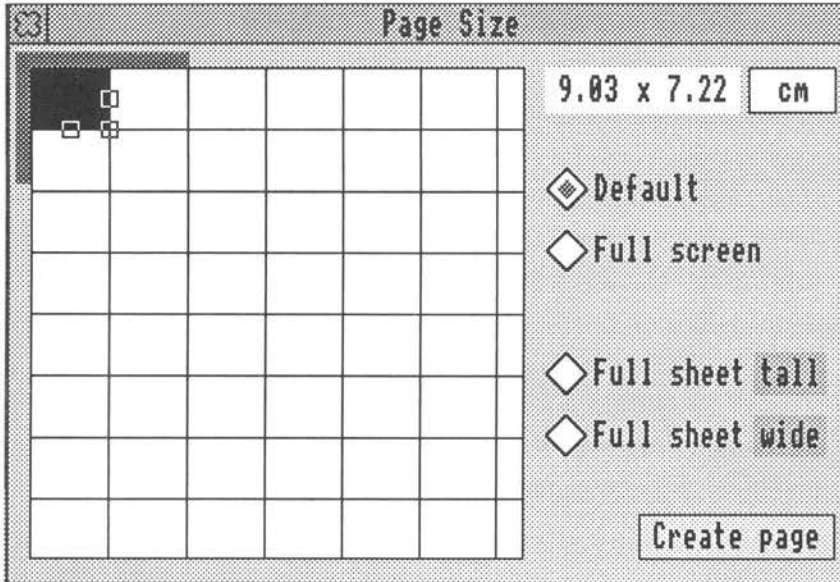 Page Size
9.03 x 7.22 cm
Default
Full screen
Full sheet tall
Full sheet wide
Create page